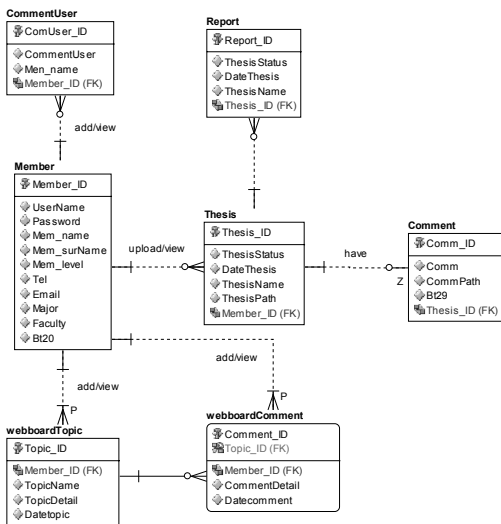 CommentUser
ComUser_ID
CommentUser
Men_name
Member_ID (FK)
Report
Report_ID
ThesisStatus
DateThesis
ThesisName
Thesis_ID (FK)
add/view
Member
Member_ID
UserName
Password
Mem_name
Mem_surName
Mem_level
Tel
Email
Major
Faculty
Bt20
upload/view
Thesis
Thesis_ID
ThesisStatus
DateThesis
ThesisName
ThesisPath
Member_ID (FK)
have
Z
Comment
Comm_ID
Comm
CommPath
Bt29
Thesis_ID (FK)
add/view
P
add/view
P
webboardTopic
Topic_ID
Member_ID (FK)
TopicName
TopicDetail
Datetopic
webboardComment
Comment_ID
Topic_ID (FK)
Member_ID (FK)
CommentDetail
Datecomment